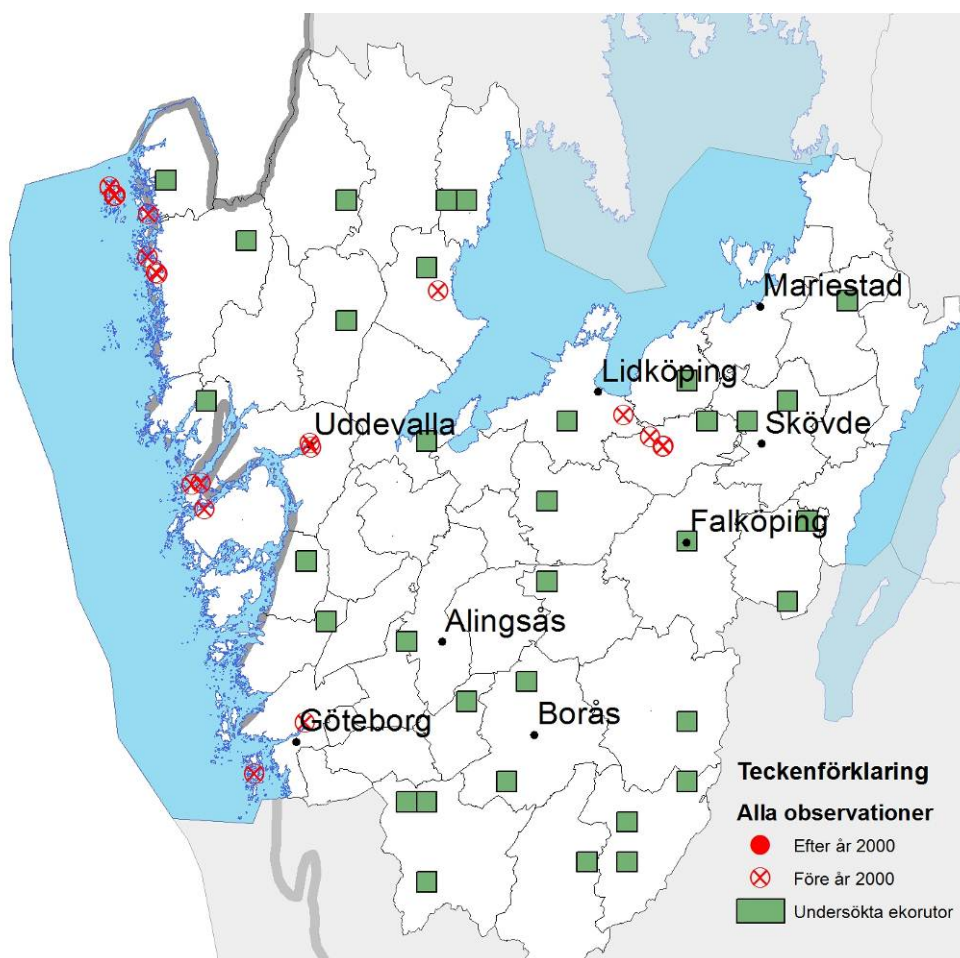 Mariestad
Lidköping
Uddevalla
Skövde
Falköping
Alingsås
Göteborg
Borås
Teckenförklaring
Alla observationer
Efter år 2000
Före år 2000
Undersökta ekorutor